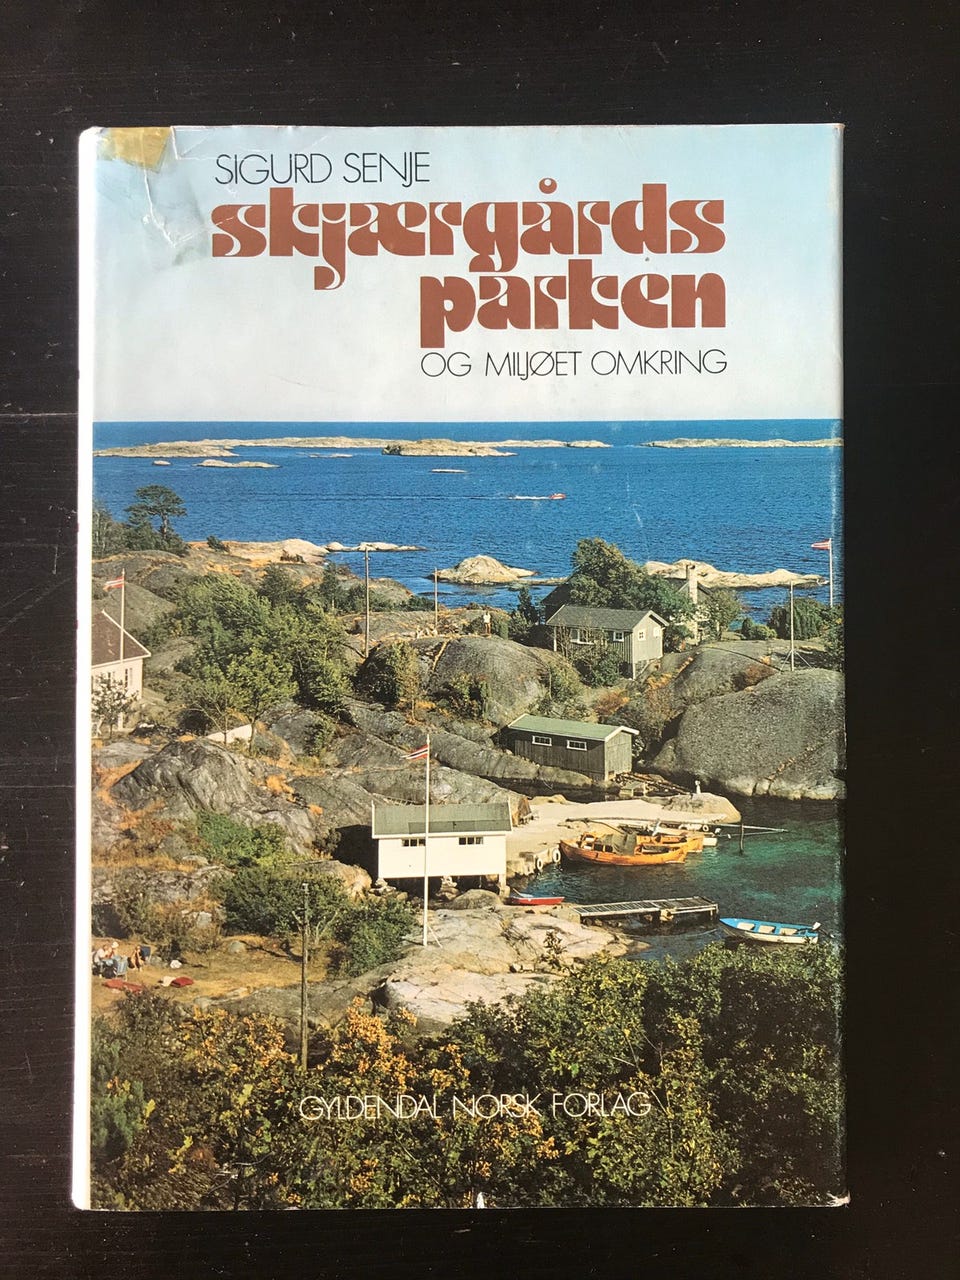 SIGURD SENJE
skjærgårds
parken
OG MILJØET OMKRING
GYLDENDAL NORSK FORLAG